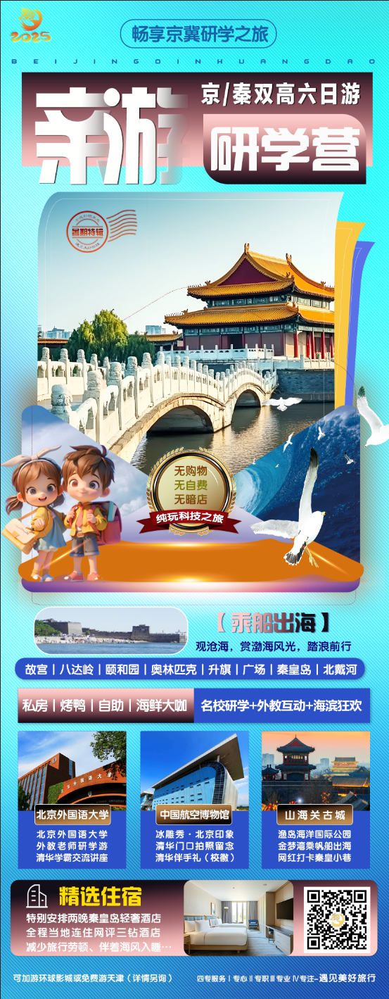 2025
畅享京冀研学之旅
BEIJINGQINHUANGDAO
亲游
京/秦双高六日游
研学营
暑期特辑
无购物
无自费
无暗店
纯玩科技之旅
【乘船出海】
观沧海，赏渤海风光，踏浪前行
故宫|八达岭|颐和园|奥林匹克|升旗|广场|秦皇岛|北戴河
私房|烤鸭|自助|海鲜大咖
名校研学+外教互动+海滨狂欢
北京外国语大学
北京外国语大学
外教老师研学游
清华学霸交流讲座
中国航空博物馆
冰雕秀·北京印象
清华门口拍照留念
清华伴手礼（校徽）
山海关古城
渔岛海洋国际公园
金梦湾乘帆船出海
网红打卡秦皇小巷
精选住宿
特别安排两晚秦皇岛轻奢酒店
全程当地连住网评三钻酒店
减少旅行劳顿、伴着海风入睡…
可加游环球影城或免费游天津（详情另询）
四专服务|专心Ⅱ专职Ⅲ专业Ⅳ专注-遇见美好旅行